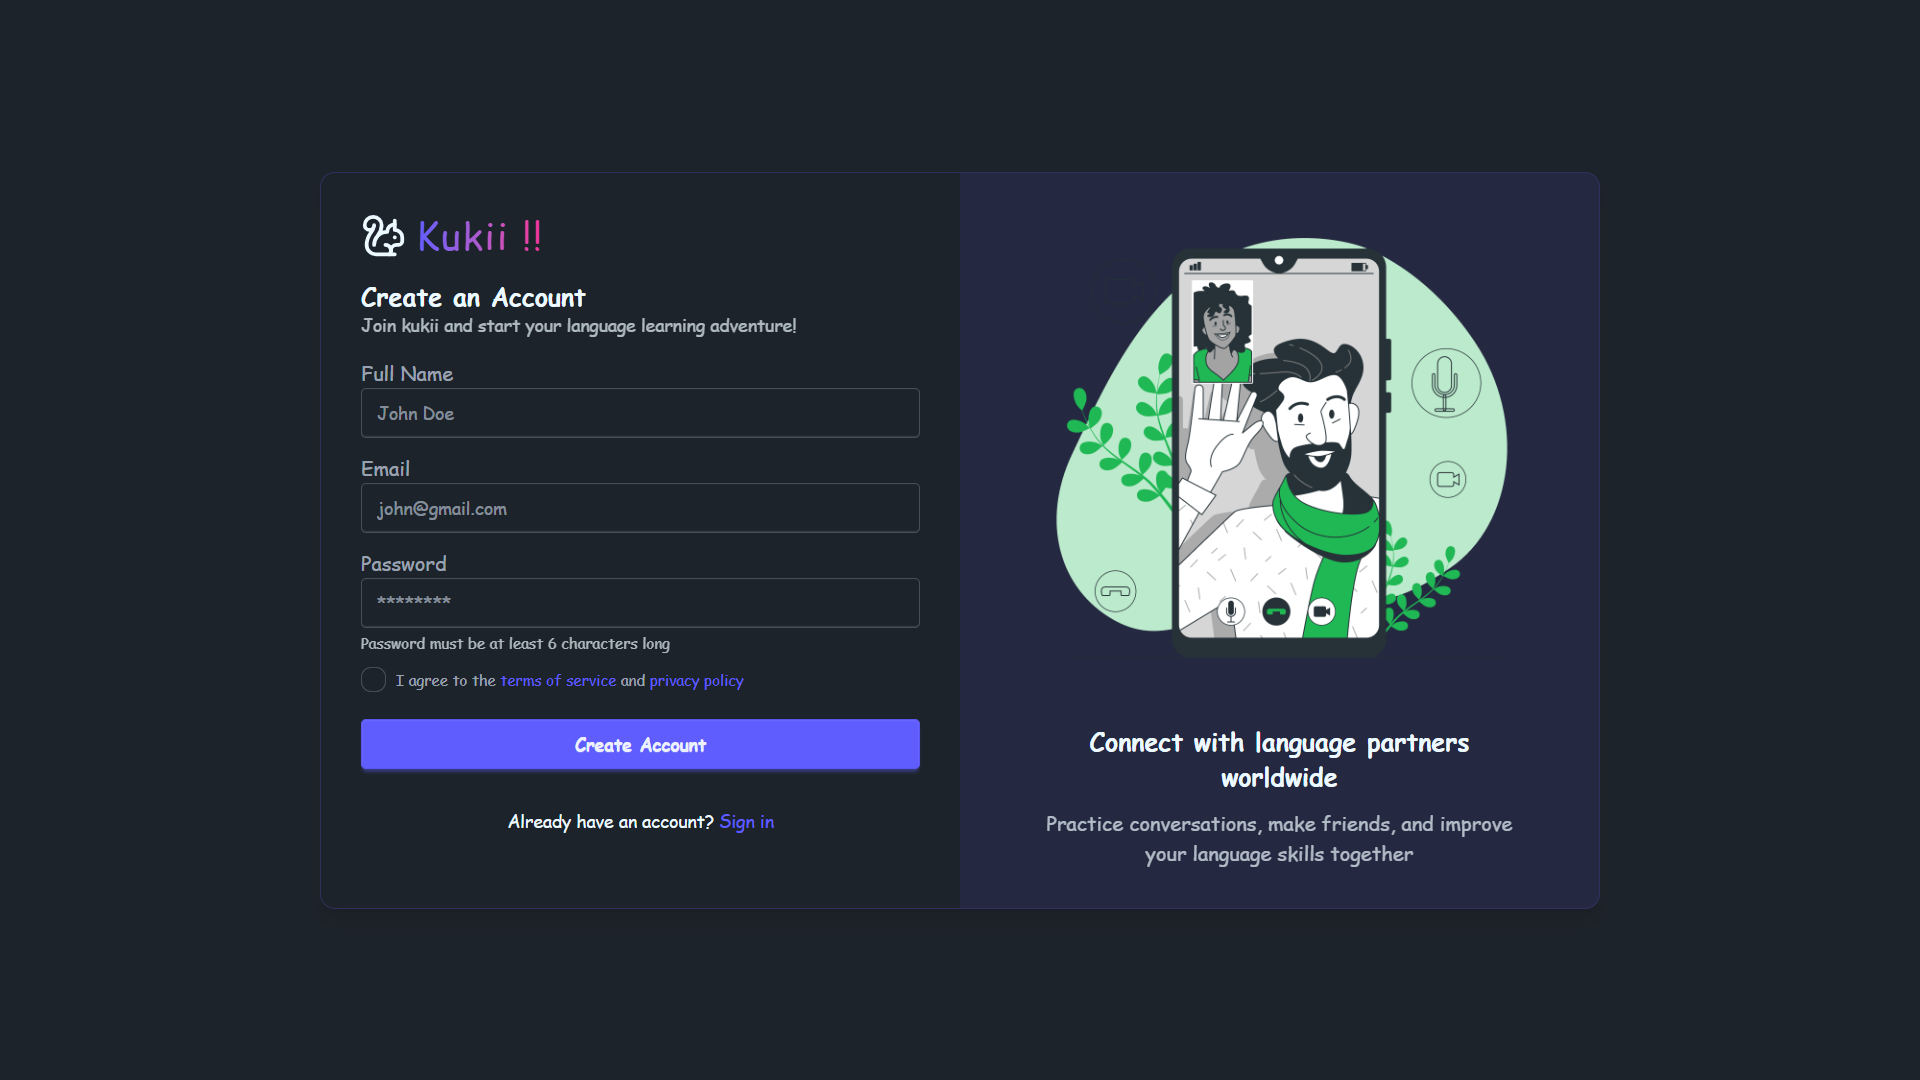 Kukii !!
Create an Account
Join kukii and start your language learning adventure!
Full Name
John Doe
Email
john@gmail.com
Password
********
Password must be at least 6 characters long
I agree to the terms of service and privacy policy
Create Account
Already have an account? Sign in
Connect with language partners
worldwide
Practice conversations, make friends, and improve
your language skills together